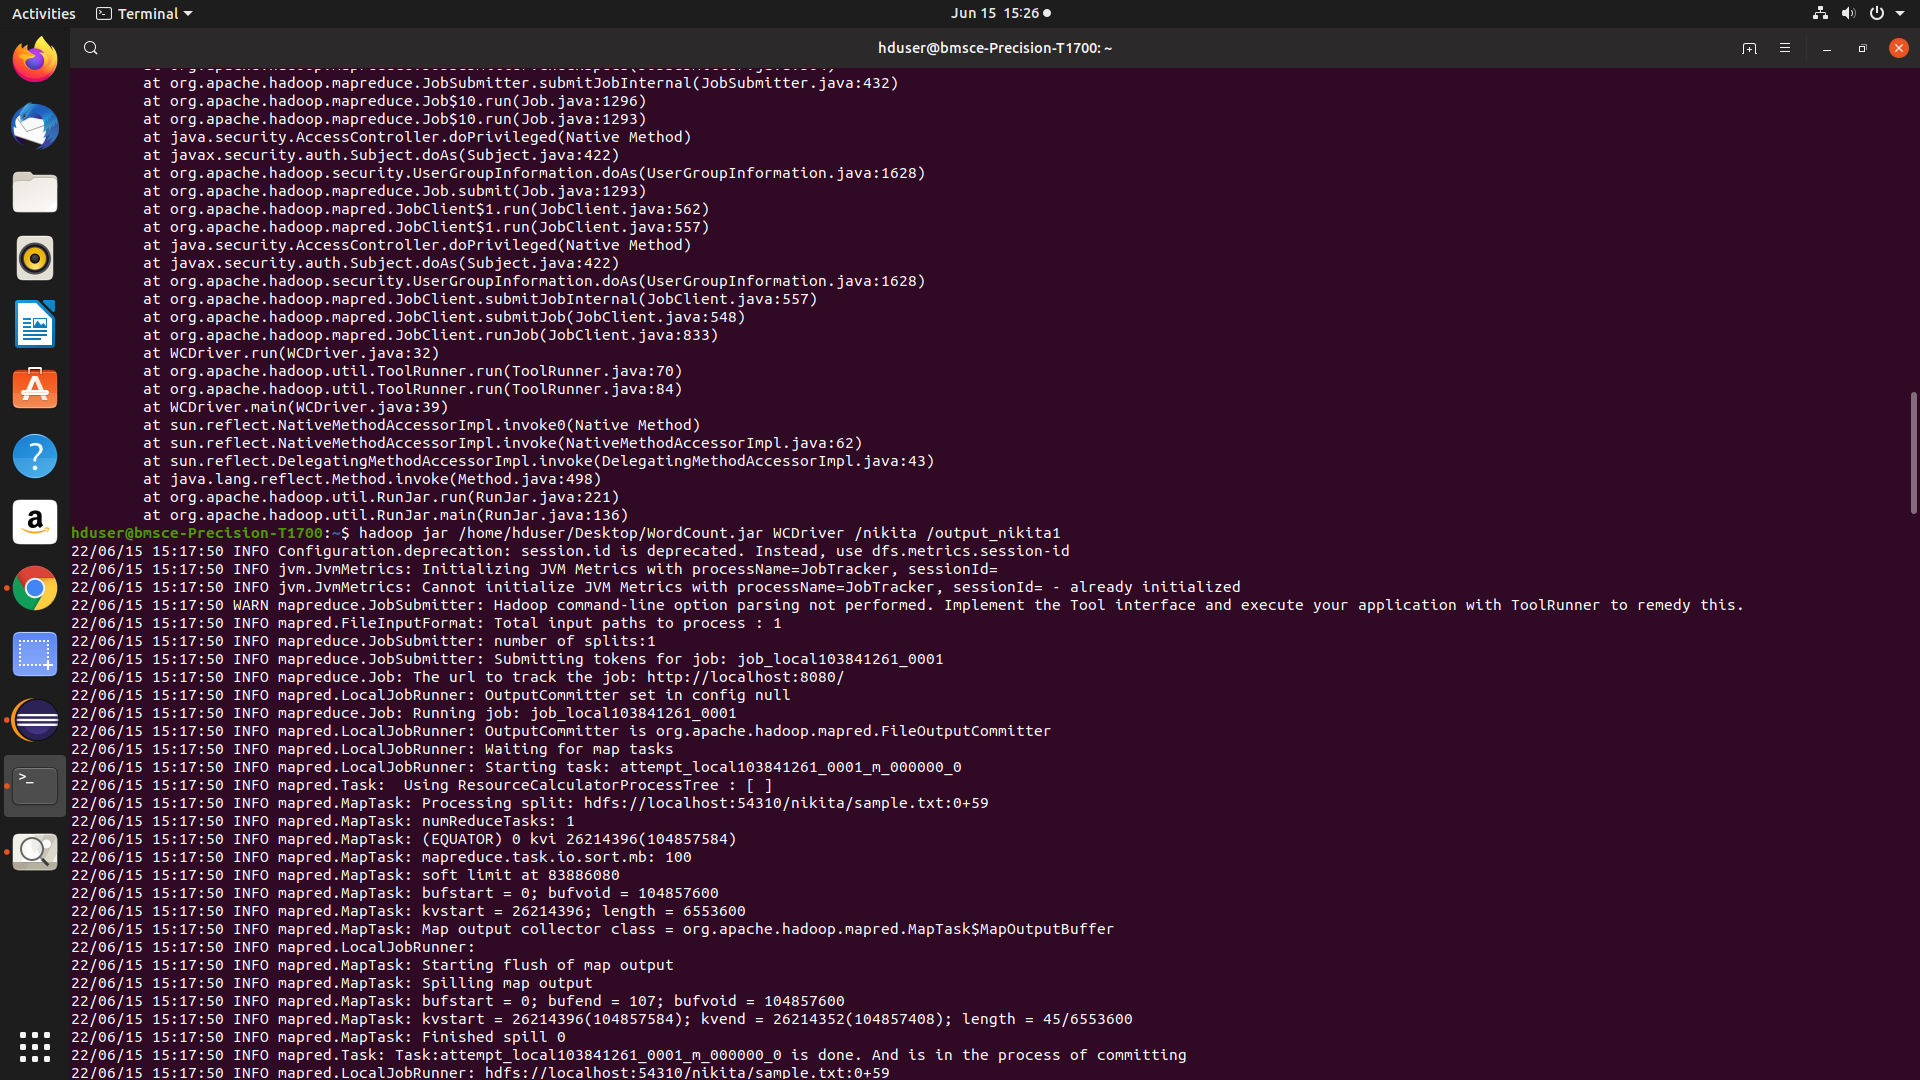 Activities
Terminal
Jun 15 15:26
hduser@bmsce-Precision-T1700: ~
at org.apache.hadoop.mapreduce.JobSubmitter.submitJobInternal(JobSubmitter.java:432)
at org.apache.hadoop.mapreduce.Job$10.run(Job.java:1296)
at org.apache.hadoop.mapreduce.Job$10.run(Job.java:1293)
at java.security.AccessController.doPrivileged(Native Method)
at javax.security.auth.Subject.doAs(Subject.java:422)
at org.apache.hadoop.security.UserGroupInformation.doAs(UserGroupInformation.java:1628)
at org.apache.hadoop.mapreduce.Job.submit(Job.java:1293)
at org.apache.hadoop.mapred.JobClient$1.run(JobClient.java:562)
at org.apache.hadoop.mapred.JobClient$1.run(JobClient.java:557)
at java.security.AccessController.doPrivileged(Native Method)
at javax.security.auth.Subject.doAs(Subject.java:422)
at org.apache.hadoop.security.UserGroupInformation.doAs(UserGroupInformation.java:1628)
at org.apache.hadoop.mapred.JobClient.submitJobInternal(JobClient.java:557)
at org.apache.hadoop.mapred.JobClient.submitJob(JobClient.java:548)
at org.apache.hadoop.mapred.JobClient.runJob(JobClient.java:833)
at WCDriver.run(WCDriver.java:32)
at org.apache.hadoop.util.ToolRunner.run(ToolRunner.java:70)
at org.apache.hadoop.util.ToolRunner.run(ToolRunner.java:84)
at WCDriver.main(WCDriver.java:39)
at sun.reflect.NativeMethodAccessorImpl.invoke0(Native Method)
at sun.reflect.NativeMethodAccessorImpl.invoke(NativeMethodAccessorImpl.java:62)
at sun.reflect.DelegatingMethodAccessorImpl.invoke(DelegatingMethodAccessorImpl.java:43)
at java.lang.reflect.Method.invoke(Method.java:498)
at org.apache.hadoop.util.RunJar.run(RunJar.java:221)
at org.apache.hadoop.util.RunJar.main(RunJar.java:136)
hduser@bmsce-Precision-T1700:~$ hadoop jar /home/hduser/Desktop/WordCount.jar WCDriver /nikita /output_nikita1
22/06/15 15:17:50 INFO Configuration.deprecation: session.id is deprecated. Instead, use dfs.metrics.session-id
22/06/15 15:17:50 INFO jvm.JvmMetrics: Initializing JVM Metrics with processName=JobTracker, sessionId=
22/06/15 15:17:50 INFO jvm.JvmMetrics: Cannot initialize JVM Metrics with processName=JobTracker, sessionId= - already initialized
22/06/15 15:17:50 WARN mapreduce.JobSubmitter: Hadoop command-line option parsing not performed. Implement the Tool interface and execute your application with ToolRunner to remedy this.
22/06/15 15:17:50 INFO mapred.FileInputFormat: Total input paths to process : 1
22/06/15 15:17:50 INFO mapreduce.JobSubmitter: number of splits:1
22/06/15 15:17:50 INFO mapreduce.JobSubmitter: Submitting tokens for job: job_local103841261_0001
22/06/15 15:17:50 INFO mapreduce.Job: The url to track the job: http://localhost:8080/
22/06/15 15:17:50 INFO mapred.LocalJobRunner: OutputCommitter set in config null
22/06/15 15:17:50 INFO mapreduce.Job: Running job: job_local103841261_0001
22/06/15 15:17:50 INFO mapred.LocalJobRunner: OutputCommitter is org.apache.hadoop.mapred.FileOutputCommitter
22/06/15 15:17:50 INFO mapred.LocalJobRunner: Waiting for map tasks
22/06/15 15:17:50 INFO mapred.LocalJobRunner: Starting task: attempt_local103841261_0001_m_000000_0
22/06/15 15:17:50 INFO mapred.Task:  Using ResourceCalculatorProcessTree : [ ]
22/06/15 15:17:50 INFO mapred.MapTask: Processing split: hdfs://localhost:54310/nikita/sample.txt:0+59
22/06/15 15:17:50 INFO mapred.MapTask: numReduceTasks: 1
22/06/15 15:17:50 INFO mapred.MapTask: (EQUATOR) 0 kvi 26214396(104857584)
22/06/15 15:17:50 INFO mapred.MapTask: mapreduce.task.io.sort.mb: 100
22/06/15 15:17:50 INFO mapred.MapTask: soft limit at 83886080
22/06/15 15:17:50 INFO mapred.MapTask: bufstart = 0; bufvoid = 104857600
22/06/15 15:17:50 INFO mapred.MapTask: kvstart = 26214396; length = 6553600
22/06/15 15:17:50 INFO mapred.MapTask: Map output collector class = org.apache.hadoop.mapred.MapTask$MapOutputBuffer
22/06/15 15:17:50 INFO mapred.LocalJobRunner:
22/06/15 15:17:50 INFO mapred.MapTask: Starting flush of map output
22/06/15 15:17:50 INFO mapred.MapTask: Spilling map output
22/06/15 15:17:50 INFO mapred.MapTask: bufstart = 0; bufend = 107; bufvoid = 104857600
22/06/15 15:17:50 INFO mapred.MapTask: kvstart = 26214396(104857584); kvend = 26214352(104857408); length = 45/6553600
22/06/15 15:17:50 INFO mapred.MapTask: Finished spill 0
22/06/15 15:17:50 INFO mapred.Task: Task:attempt_local103841261_0001_m_000000_0 is done. And is in the process of committing
22/06/15 15:17:50 INFO mapred.LocalJobRunner: hdfs://localhost:54310/nikita/sample.txt:0+59